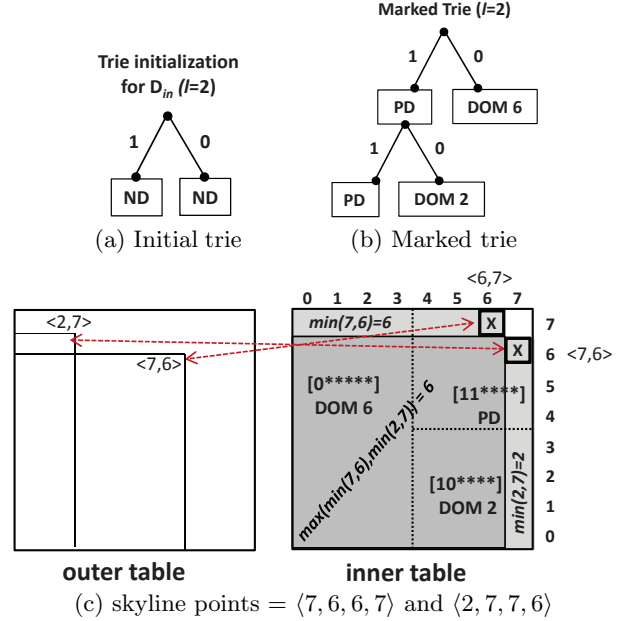 Trie initialization
for D_in (l=2)
1
0
ND
ND
(a) Initial trie
Marked Trie (l=2)
1
0
PD
DOM 6
1
0
PD
DOM 2
(b) Marked trie
<2,7>
<7,6>
outer table
<6,7>
0 1 2 3 4 5 6 7
min(7,6)=6
X
7
X
6
<7,6>
[0*****]
DOM 6
[11****]
PD
5
4
3
2
1
0
[10****]
DOM 2
max(min(7,6),min(2,7)) = 6
min(2,7)=2
inner table
(c) skyline points = ⟨7, 6, 6, 7⟩ and ⟨2, 7, 7, 6⟩